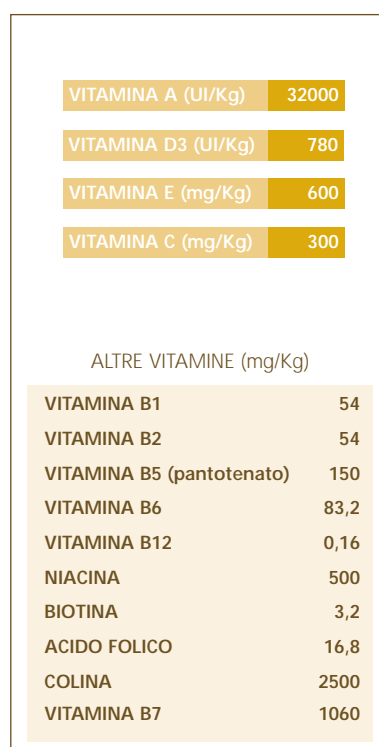 VITAMINA A (UI/Kg) 32000
VITAMINA D3 (UI/Kg) 780
VITAMINA E (mg/Kg) 600
VITAMINA C (mg/Kg) 300
ALTRE VITAMINE (mg/Kg)
VITAMINA B1 54
VITAMINA B2 54
VITAMINA B5 (pantotenato) 150
VITAMINA B6 83,2
VITAMINA B12 0,16
NIACINA 500
BIOTINA 3,2
ACIDO FOLICO 16,8
COLINA 2500
VITAMINA B7 1060